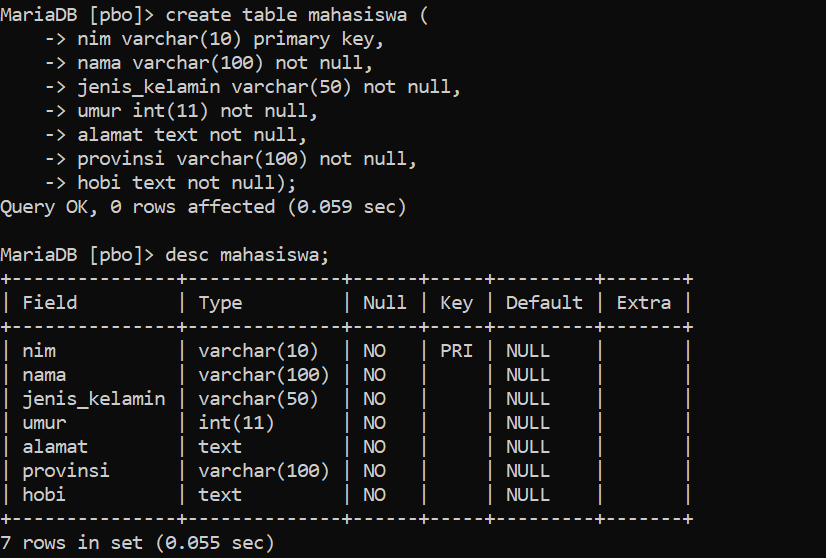 MariaDB [pbo]> create table mahasiswa (
    -> nim varchar(10) primary key,
    -> nama varchar(100) not null,
    -> jenis_kelamin varchar(50) not null,
    -> umur int(11) not null,
    -> alamat text not null,
    -> provinsi varchar(100) not null,
    -> hobi text not null);
Query OK, 0 rows affected (0.059 sec)

MariaDB [pbo]> desc mahasiswa;
+---------------+--------------+------+-----+---------+-------+
| Field         | Type         | Null | Key | Default | Extra |
+---------------+--------------+------+-----+---------+-------+
| nim           | varchar(10)  | NO   | PRI | NULL    |       |
| nama          | varchar(100) | NO   |     | NULL    |       |
| jenis_kelamin | varchar(50)  | NO   |     | NULL    |       |
| umur          | int(11)      | NO   |     | NULL    |       |
| alamat        | text         | NO   |     | NULL    |       |
| provinsi      | varchar(100) | NO   |     | NULL    |       |
| hobi          | text         | NO   |     | NULL    |       |
+---------------+--------------+------+-----+---------+-------+
7 rows in set (0.055 sec)